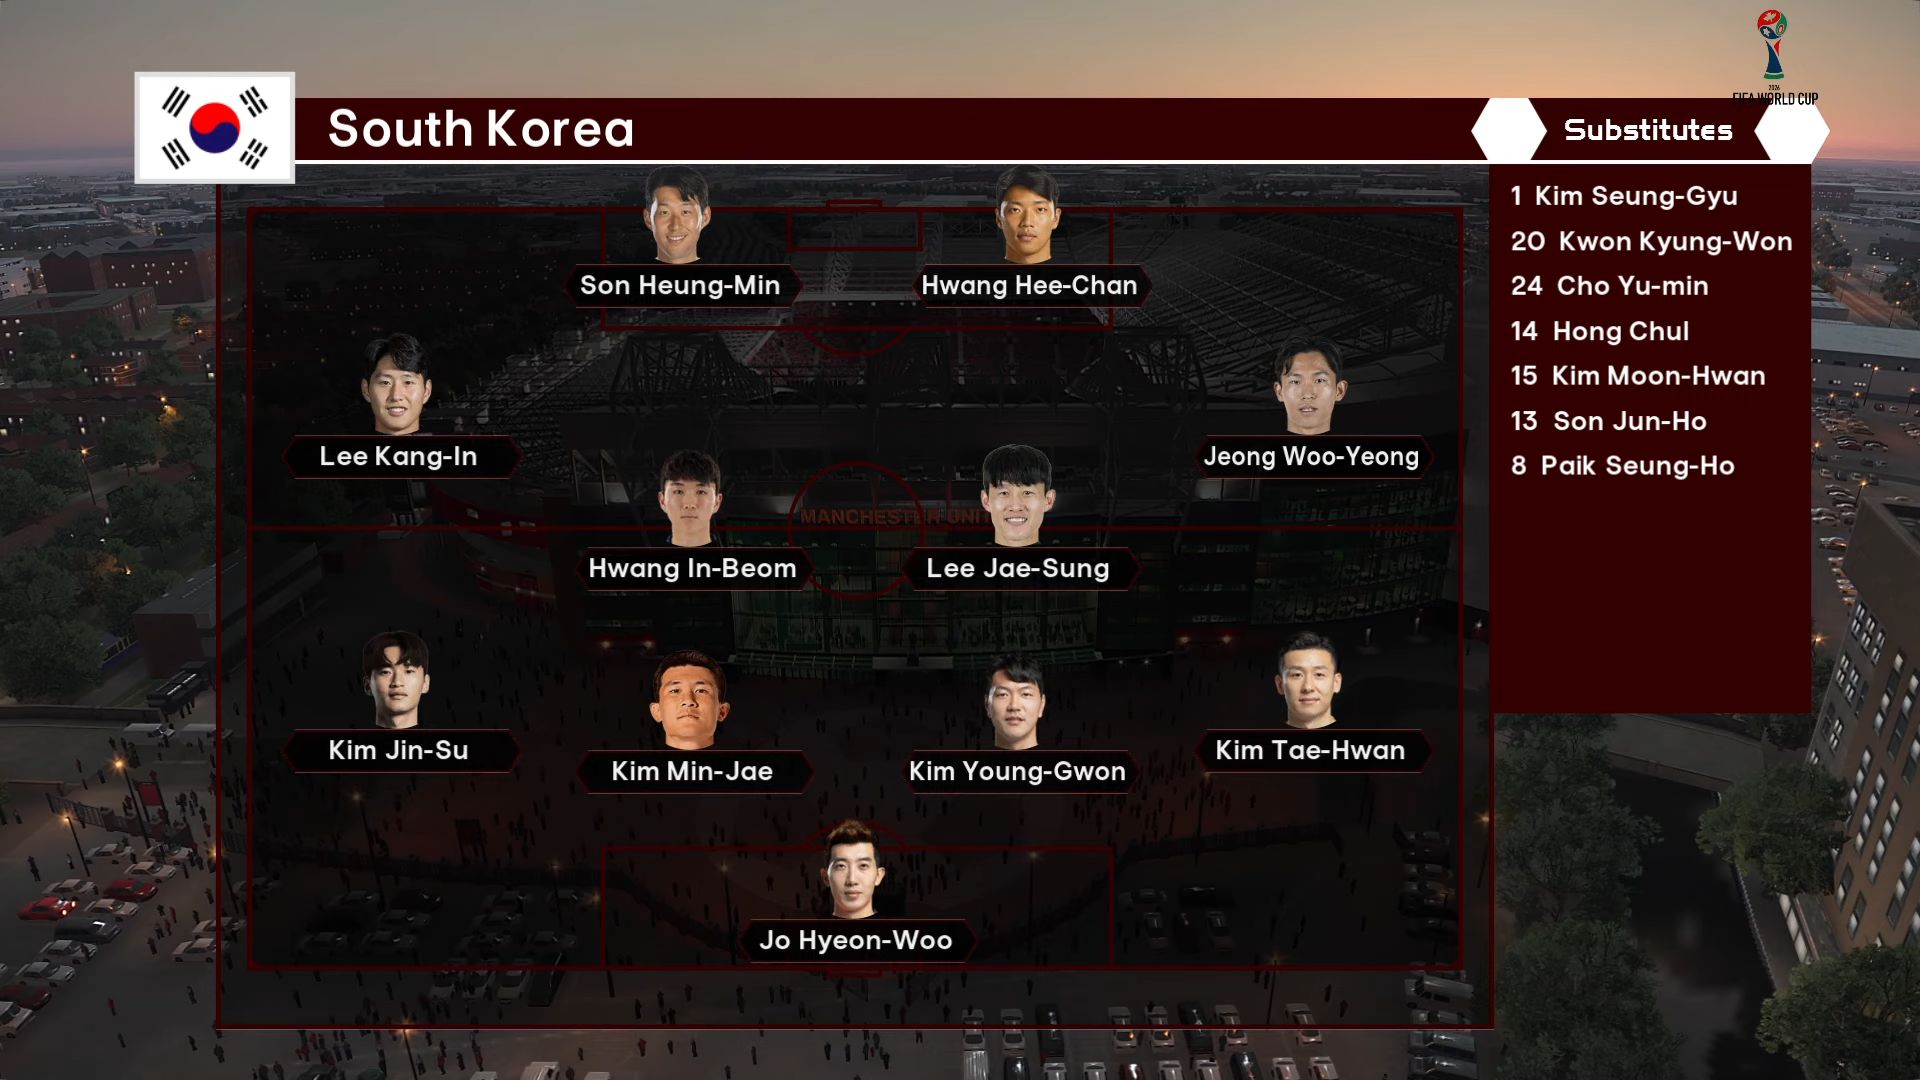 2026
FIFA WORLD CUP
South Korea
Substitutes
1 Kim Seung-Gyu
20 Kwon Kyung-Won
24 Cho Yu-min
14 Hong Chul
15 Kim Moon-Hwan
13 Son Jun-Ho
8 Paik Seung-Ho
Son Heung-Min
Hwang Hee-Chan
Lee Kang-In
Jeong Woo-Yeong
MANCHESTER UNIT
Hwang In-Beom
Lee Jae-Sung
Kim Jin-Su
Kim Min-Jae
Kim Young-Gwon
Kim Tae-Hwan
Jo Hyeon-Woo